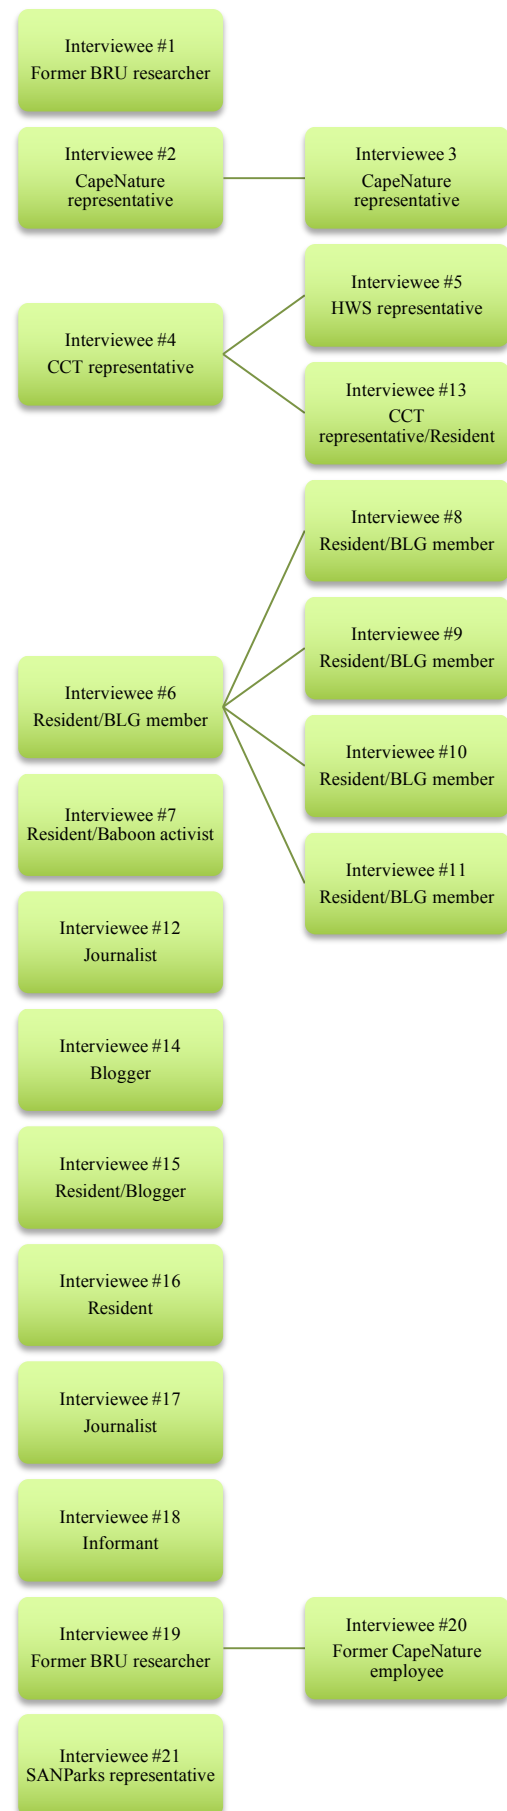 Interviewee #1
Former BRU researcher
Interviewee #2
CapeNature
representative
Interviewee 3
CapeNature
representative
Interviewee #4
CCT representative
Interviewee #5
HWS representative
Interviewee #13
CCT
representative/Resident
Interviewee #6
Resident/BLG member
Interviewee #8
Resident/BLG member
Interviewee #9
Resident/BLG member
Interviewee #10
Resident/BLG member
Interviewee #11
Resident/BLG member
Interviewee #7
Resident/Baboon activist
Interviewee #12
Journalist
Interviewee #14
Blogger
Interviewee #15
Resident/Blogger
Interviewee #16
Resident
Interviewee #17
Journalist
Interviewee #18
Informant
Interviewee #19
Former BRU researcher
Interviewee #20
Former CapeNature
employee
Interviewee #21
SANParks representative